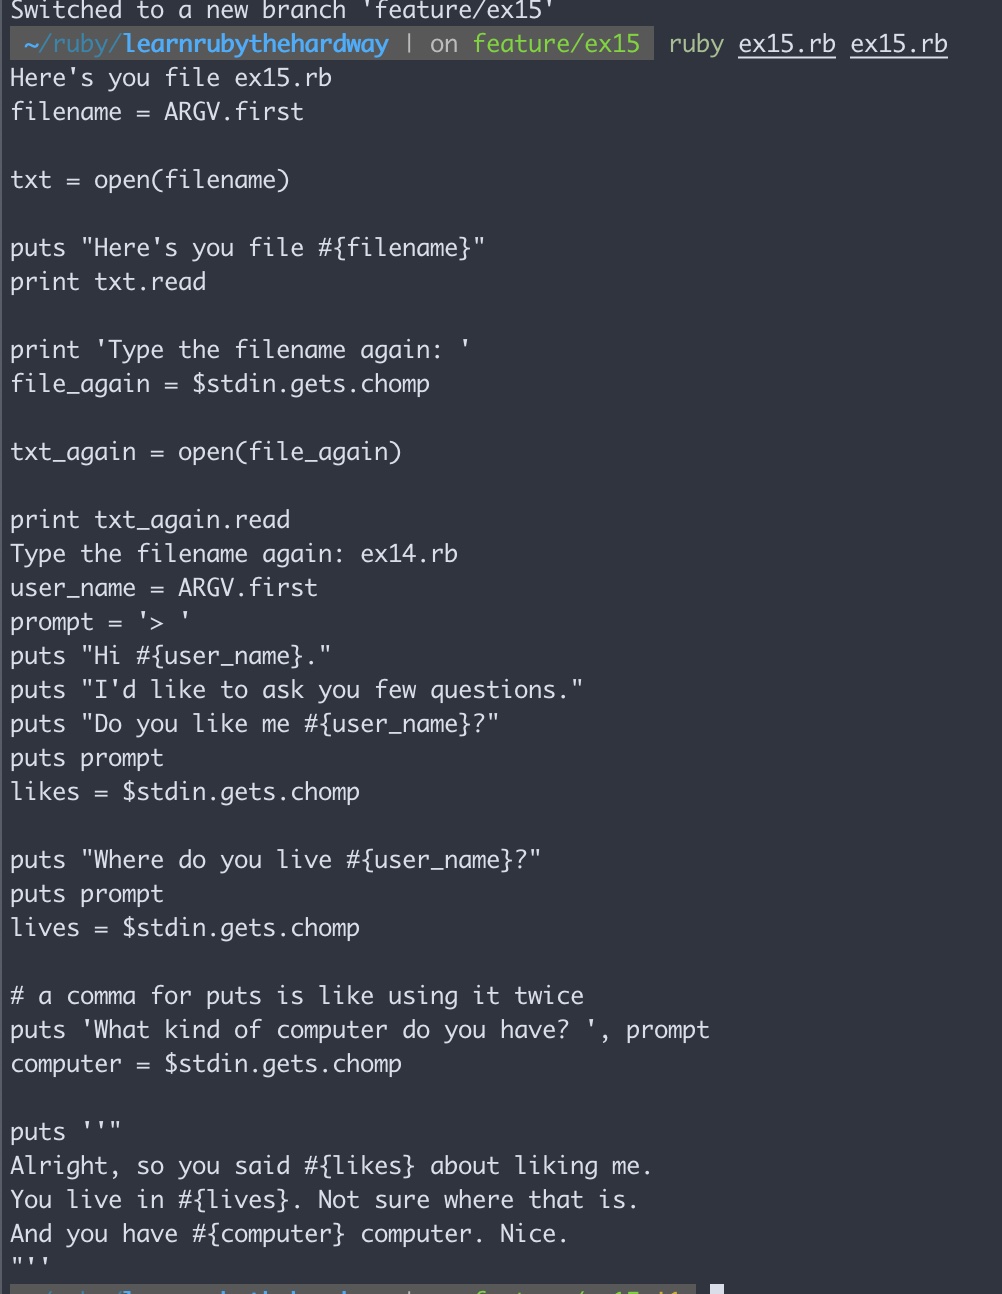 Switched to a new branch 'feature/ex15'
~/ruby/learnrubythehardway | on feature/ex15 ruby ex15.rb ex15.rb
Here's you file ex15.rb
filename = ARGV.first

txt = open(filename)

puts "Here's you file #{filename}"
print txt.read

print 'Type the filename again: '
file_again = $stdin.gets.chomp

txt_again = open(file_again)

print txt_again.read
Type the filename again: ex14.rb
user_name = ARGV.first
prompt = '> '
puts "Hi #{user_name}."
puts "I'd like to ask you few questions."
puts "Do you like me #{user_name}?"
puts prompt
likes = $stdin.gets.chomp

puts "Where do you live #{user_name}?"
puts prompt
lives = $stdin.gets.chomp

# a comma for puts is like using it twice
puts 'What kind of computer do you have? ', prompt
computer = $stdin.gets.chomp

puts ''"
Alright, so you said #{likes} about liking me.
You live in #{lives}. Not sure where that is.
And you have #{computer} computer. Nice.
"''